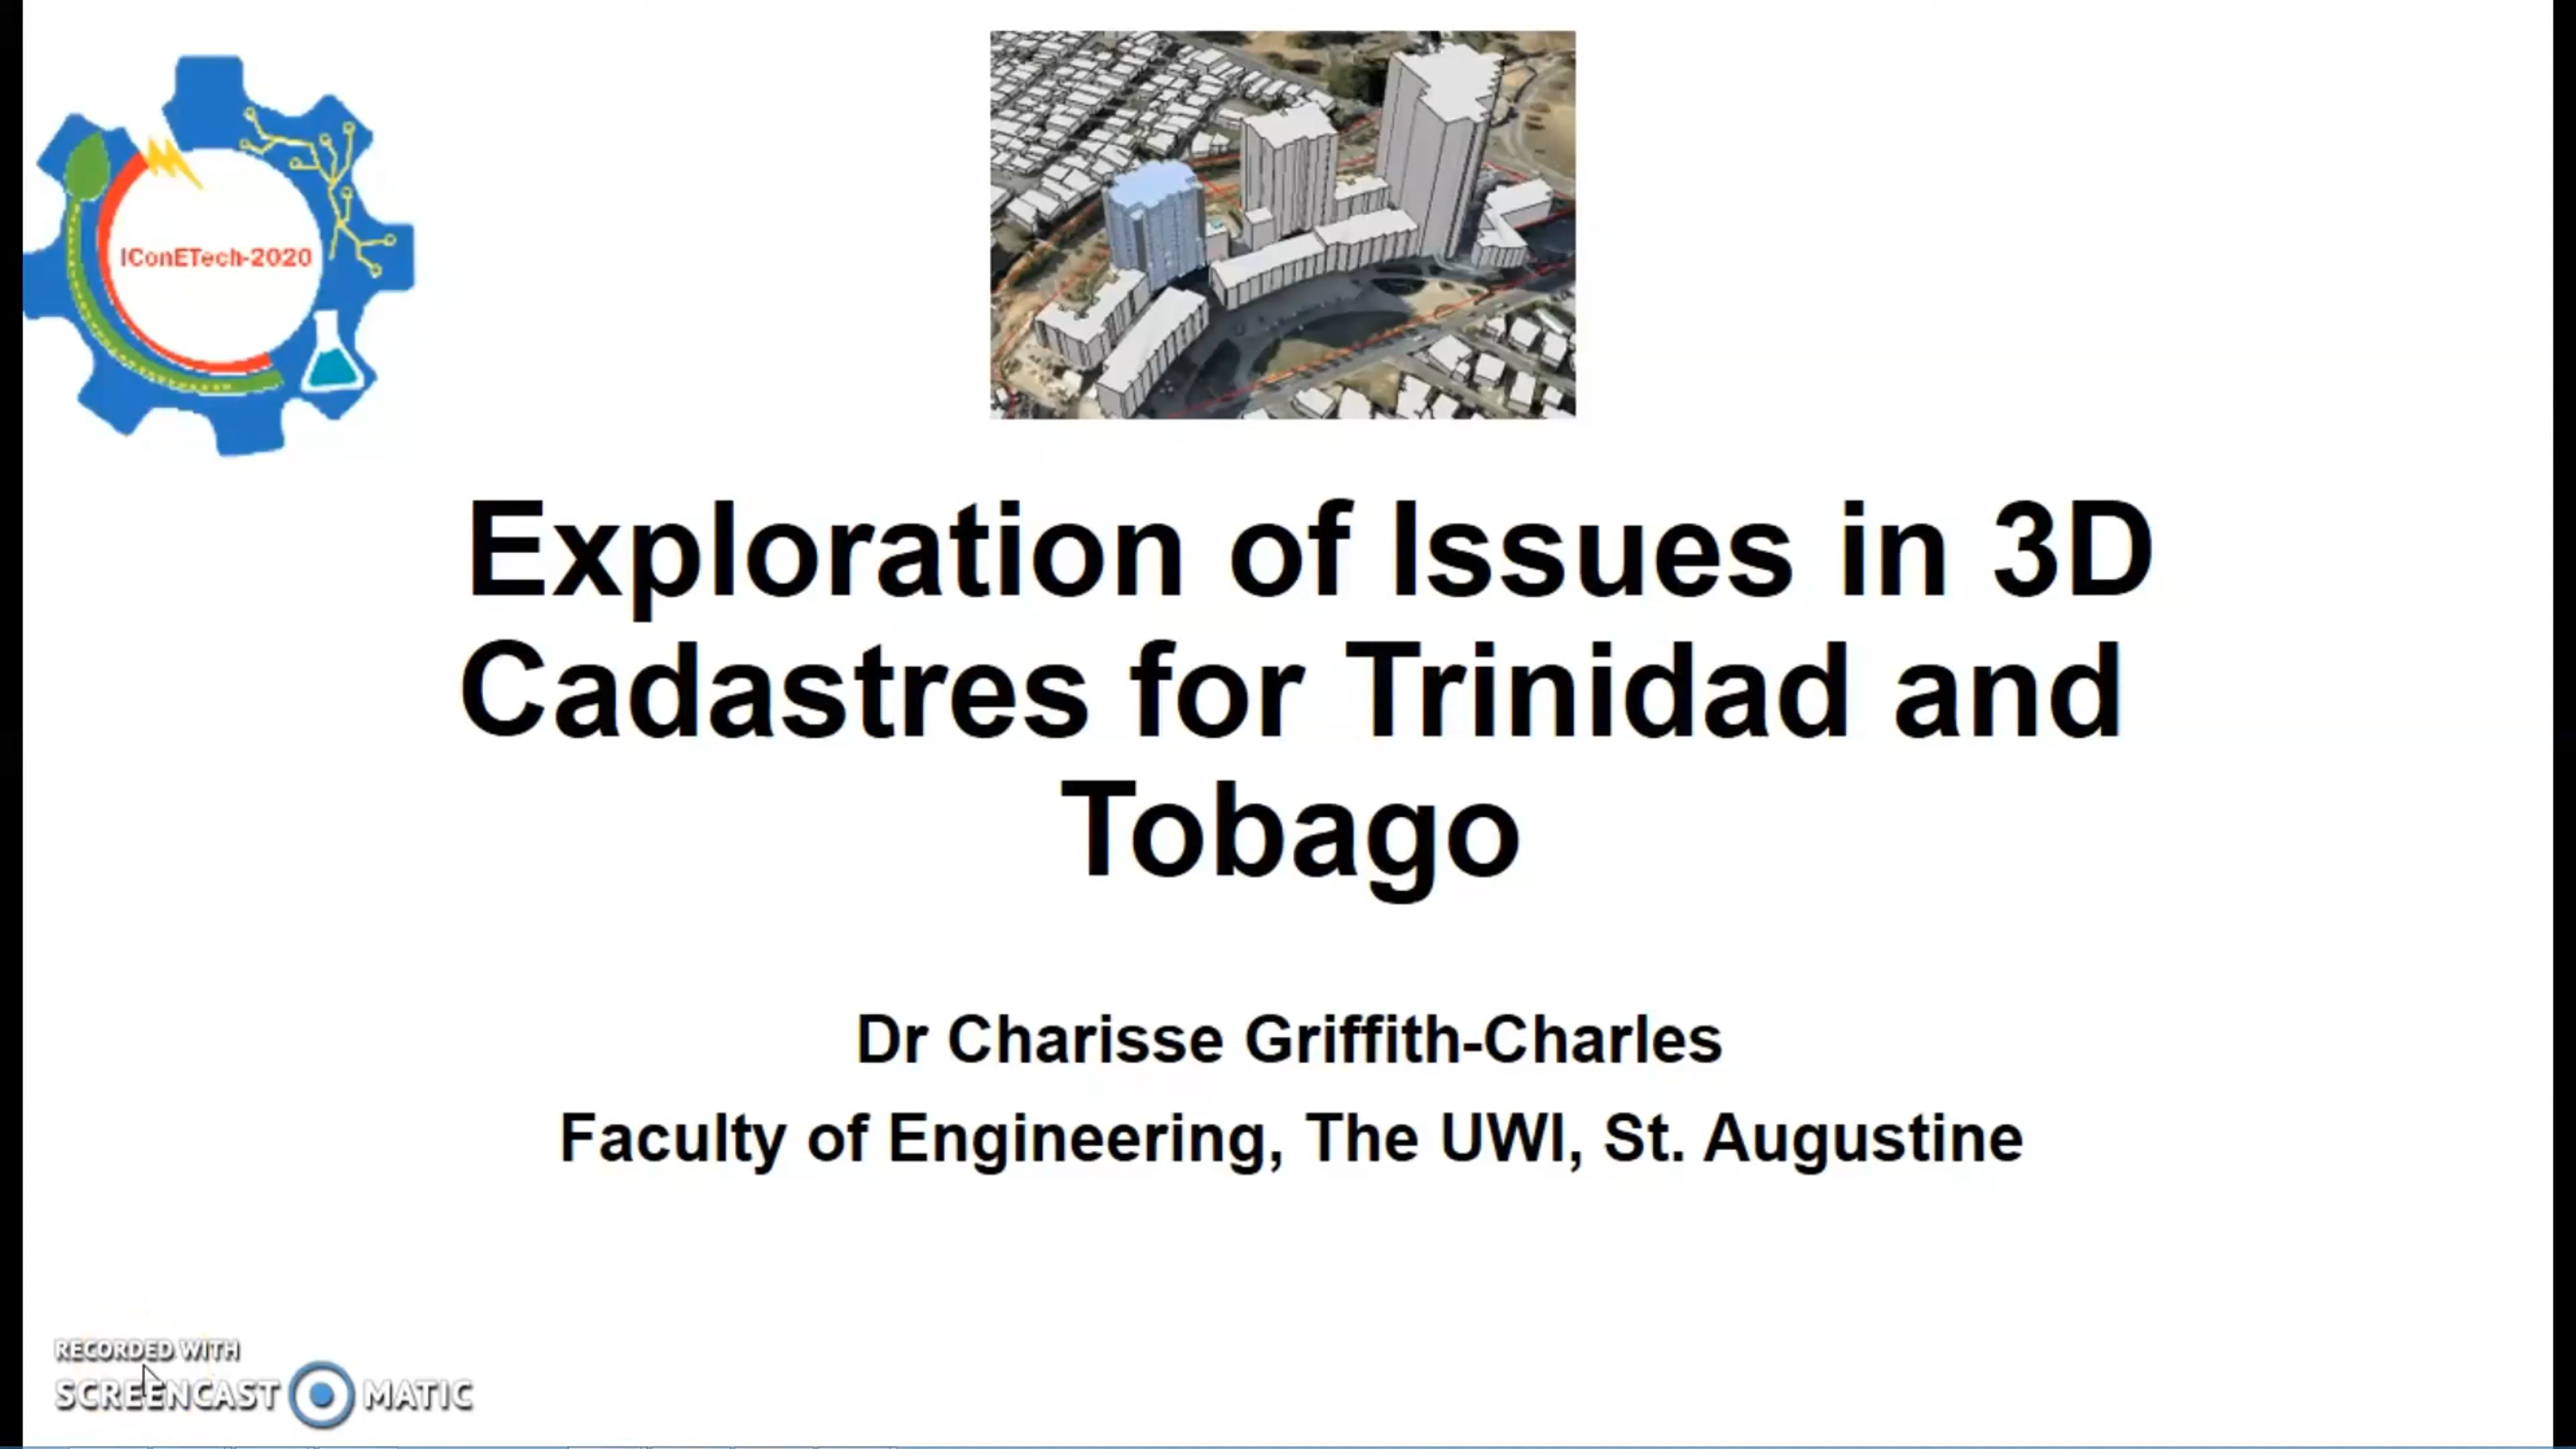 IConETech-2020
Exploration of Issues in 3D
Cadastres for Trinidad and
Tobago
Dr Charisse Griffith-Charles
Faculty of Engineering, The UWI, St. Augustine
RECORDED WITH
SCREENCAST MATIC